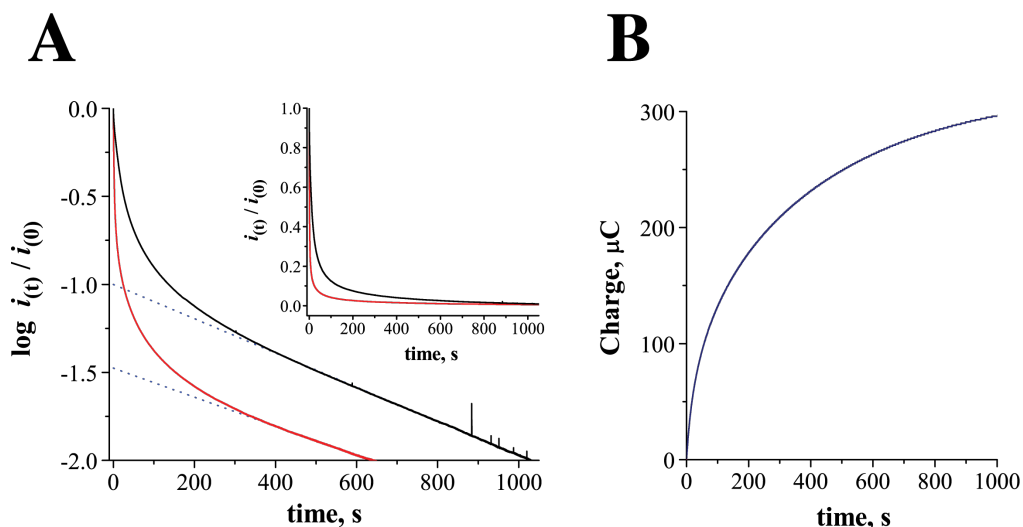 A
B
log i(t) / i(0)
0.0
-0.5
-1.0
-1.5
-2.0
0 200 400 600 800 1000
time, s
i(t) / i(0)
1.0
0.8
0.6
0.4
0.2
0.0
0 200 400 600 800 1000
time, s
Charge, μC
300
200
100
0
0 200 400 600 800 1000
time, s